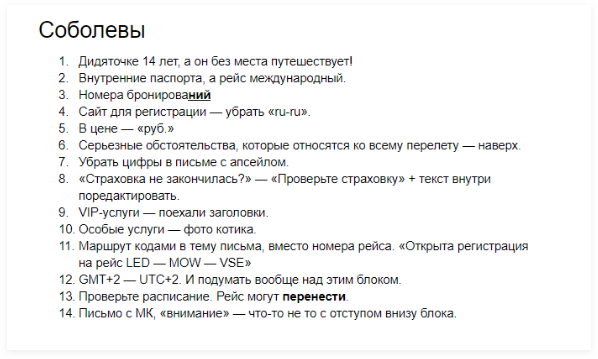 Соболевы
1. Дидяточке 14 лет, а он без места путешествует!
2. Внутренние паспорта, а рейс международный.
3. Номера бронирований
4. Сайт для регистрации — убрать «ru-ru».
5. В цене — «руб.»
6. Серьезные обстоятельства, которые относятся ко всему перелету — наверх.
7. Убрать цифры в письме с апсейлом.
8. «Страховка не закончилась?» — «Проверьте страховку» + текст внутри
поредактировать.
9. VIP-услуги — поехали заголовки.
10. Особые услуги — фото котика.
11. Маршрут кодами в тему письма, вместо номера рейса. «Открыта регистрация
на рейс LED — MOW — VSE»
12. GMT+2 — UTC+2. И подумать вообще над этим блоком.
13. Проверьте расписание. Рейс могут перенести.
14. Письмо с МК, «внимание» — что-то не то с отступом внизу блока.